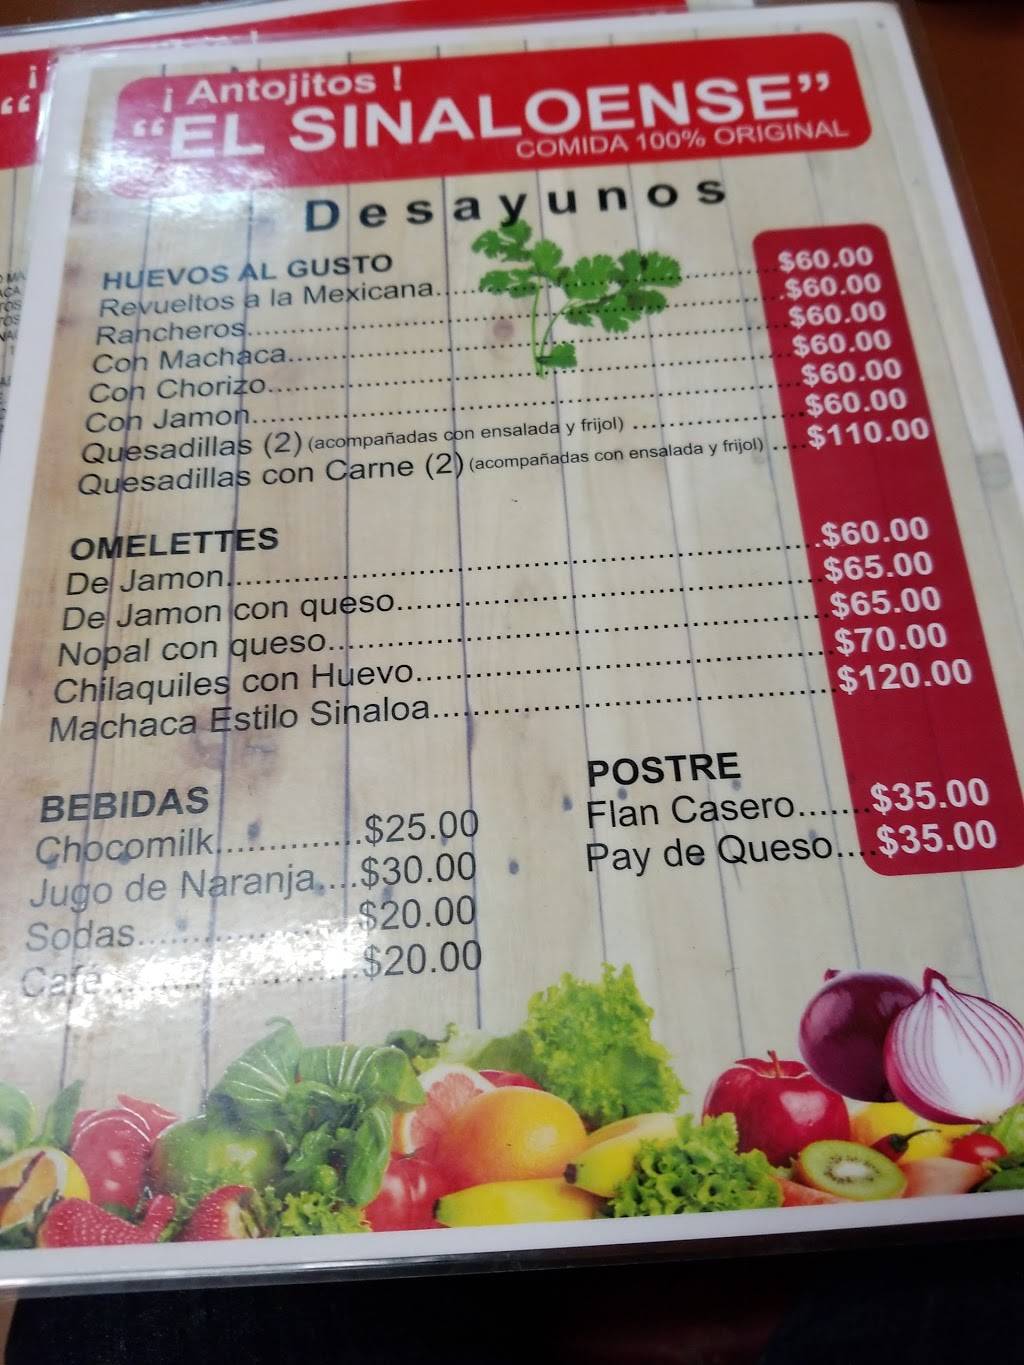 ¡ Antojitos !
“EL SINALOENSE”
COMIDA 100% ORIGINAL
Desayunos
HUEVOS AL GUSTO
Revueltos a la Mexicana.......$60.00
Rancheros.......$60.00
Con Machaca.......$60.00
Con Chorizo.......$60.00
Con Jamon.......$60.00
Quesadillas (2) (acompañadas con ensalada y frijol) .......$60.00
Quesadillas con Carne (2) (acompañadas con ensalada y frijol) ....$110.00
OMELETTES
De Jamon.......$60.00
De Jamon con queso.......$65.00
Nopal con queso.......$65.00
Chilaquiles con Huevo.......$70.00
Machaca Estilo Sinaloa.......$120.00
BEBIDAS
Chocomilk.......$25.00
Jugo de Naranja....$30.00
Sodas.......$20.00
Café.......$20.00
POSTRE
Flan Casero.......$35.00
Pay de Queso....$35.00